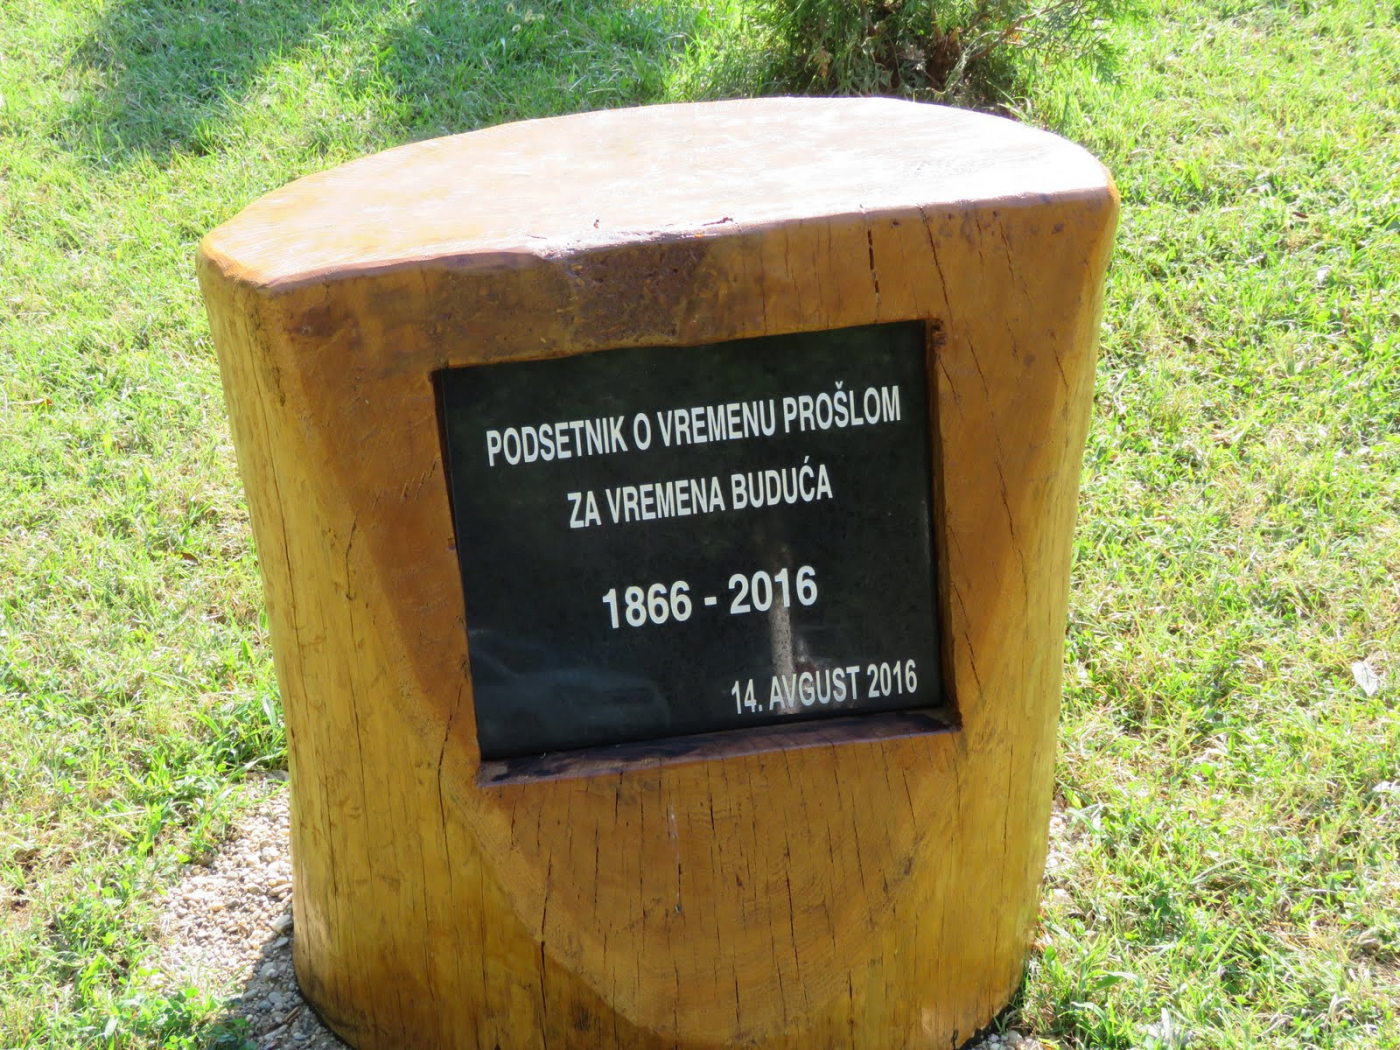 PODSETNIK O VREMENU PROŠLOM
ZA VREMENA BUDUĆA
1866 - 2016
14. AVGUST 2016